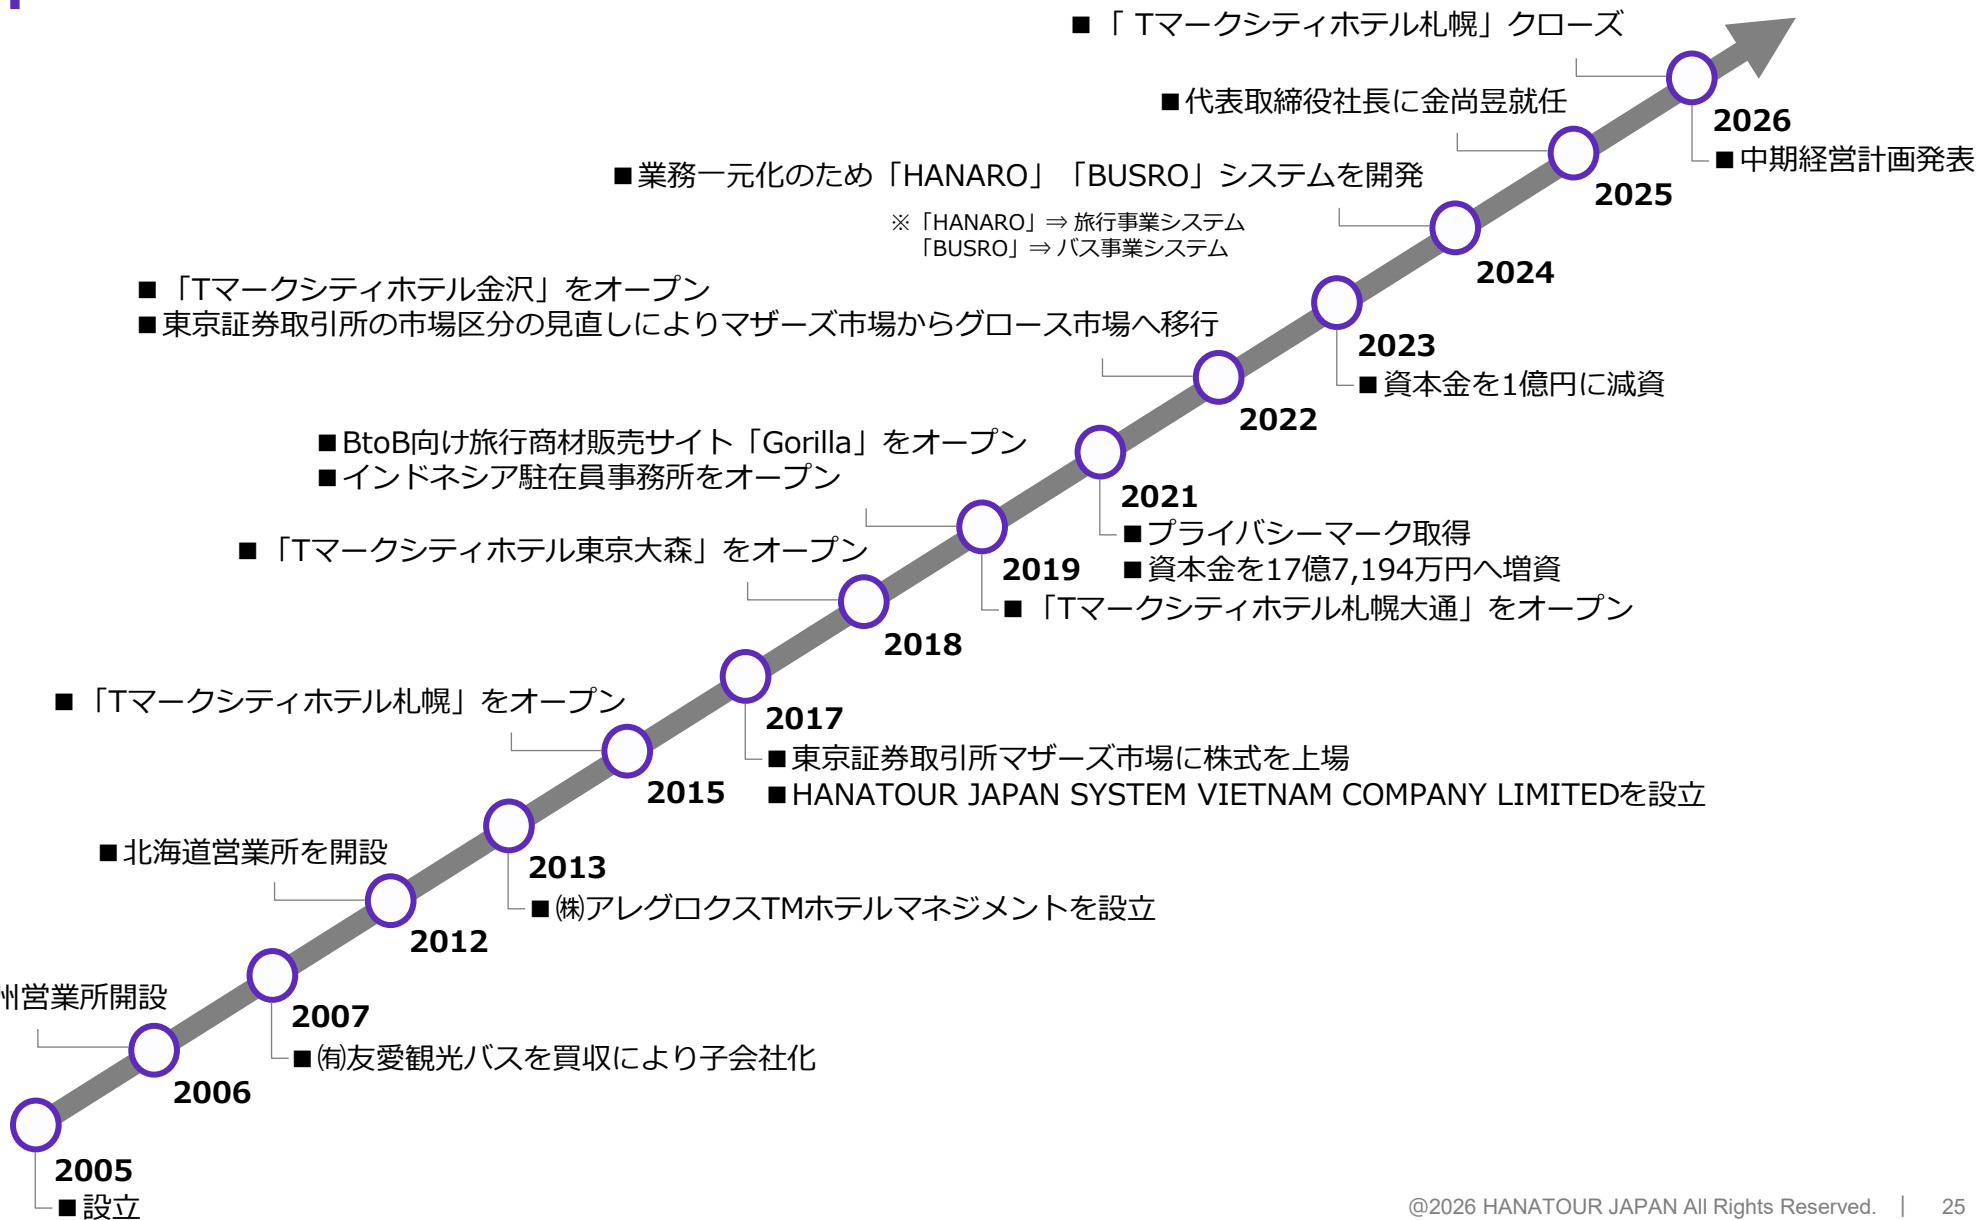 ■「 Tマークシティホテル札幌」クローズ
■代表取締役社長に金尚昱就任
2026
■中期経営計画発表
■業務一元化のため「HANARO」「BUSRO」システムを開発
2025
※「HANARO」⇒ 旅行事業システム
「BUSRO」⇒ バス事業システム
2024
■「Tマークシティホテル金沢」をオープン
■東京証券取引所の市場区分の見直しによりマザーズ市場からグロース市場へ移行
2023
■資本金を1億円に減資
2022
■BtoB向け旅行商材販売サイト「Gorilla」をオープン
■インドネシア駐在員事務所をオープン
2021
■プライバシーマーク取得
■資本金を17億7,194万円へ増資
■「Tマークシティホテル東京大森」をオープン
2019
■「Tマークシティホテル札幌大通」をオープン
2018
■「Tマークシティホテル札幌」をオープン
2017
■東京証券取引所マザーズ市場に株式を上場
■HANATOUR JAPAN SYSTEM VIETNAM COMPANY LIMITEDを設立
2015
■北海道営業所を開設
2013
■㈱アレグロクスTMホテルマネジメントを設立
2012
州営業所開設
2007
■㈲友愛観光バスを買収により子会社化
2006
2005
■設立
@2026 HANATOUR JAPAN All Rights Reserved. | 25